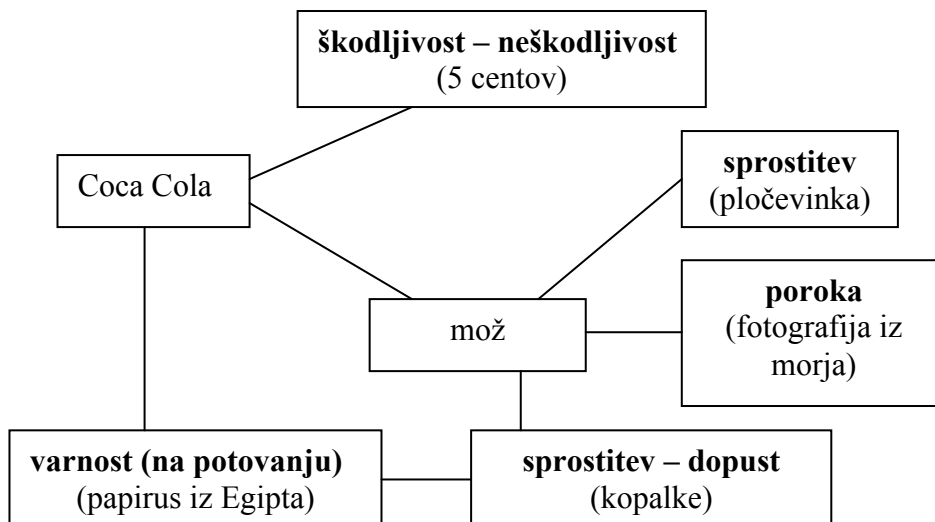 škodljivost – neškodljivost
(5 centov)
Coca Cola
sprostitev
(pločevinka)
mož
poroka
(fotografija iz
morja)
varnost (na potovanju)
(papirus iz Egipta)
sprostitev – dopust
(kopalke)